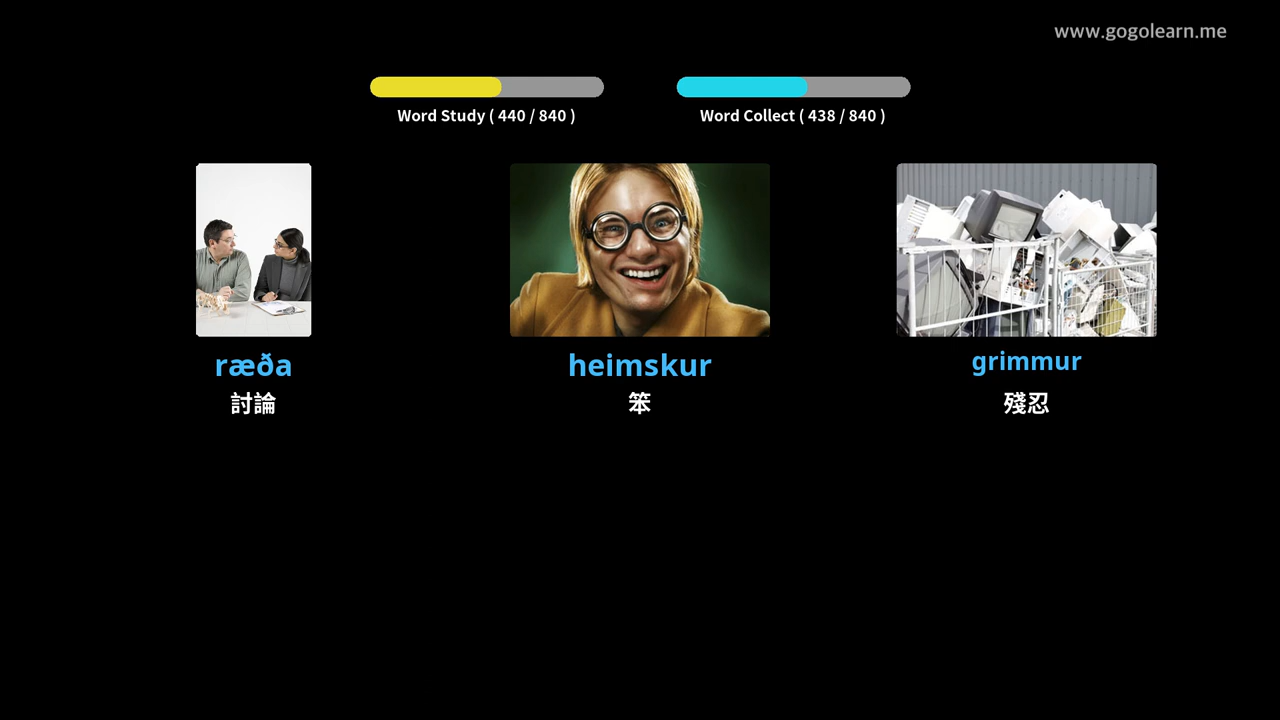 www.gogolearn.me
Word Study ( 440 / 840 )
Word Collect ( 438 / 840 )
ræða
heimskur
grimmur
討論
笨
殘忍